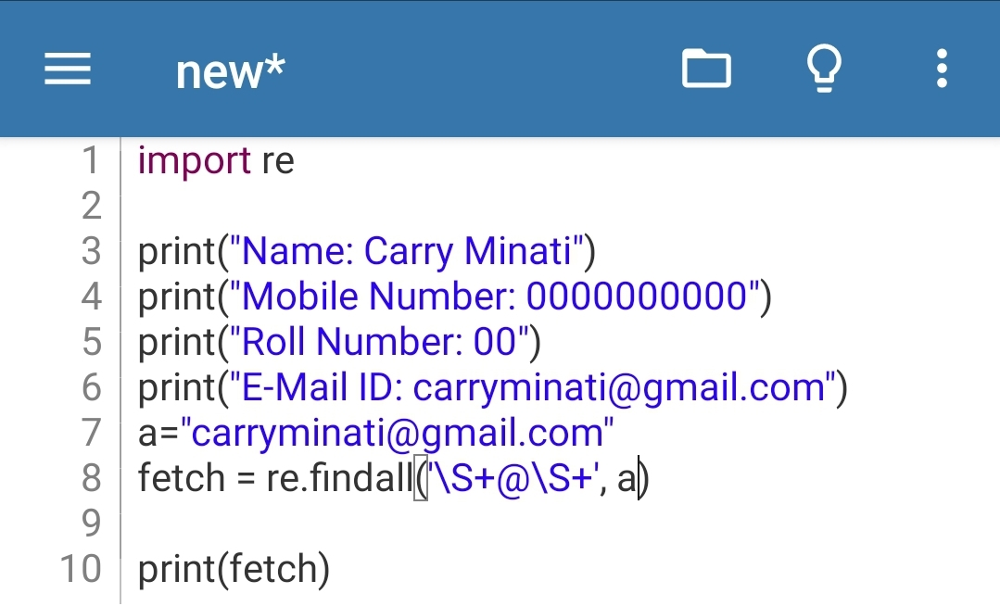 new*
1 import re
2
3 print("Name: Carry Minati")
4 print("Mobile Number: 0000000000")
5 print("Roll Number: 00")
6 print("E-Mail ID: carryminati@gmail.com")
7 a="carryminati@gmail.com"
8 fetch = re.findall('\S+@\S+', a)
9
10 print(fetch)